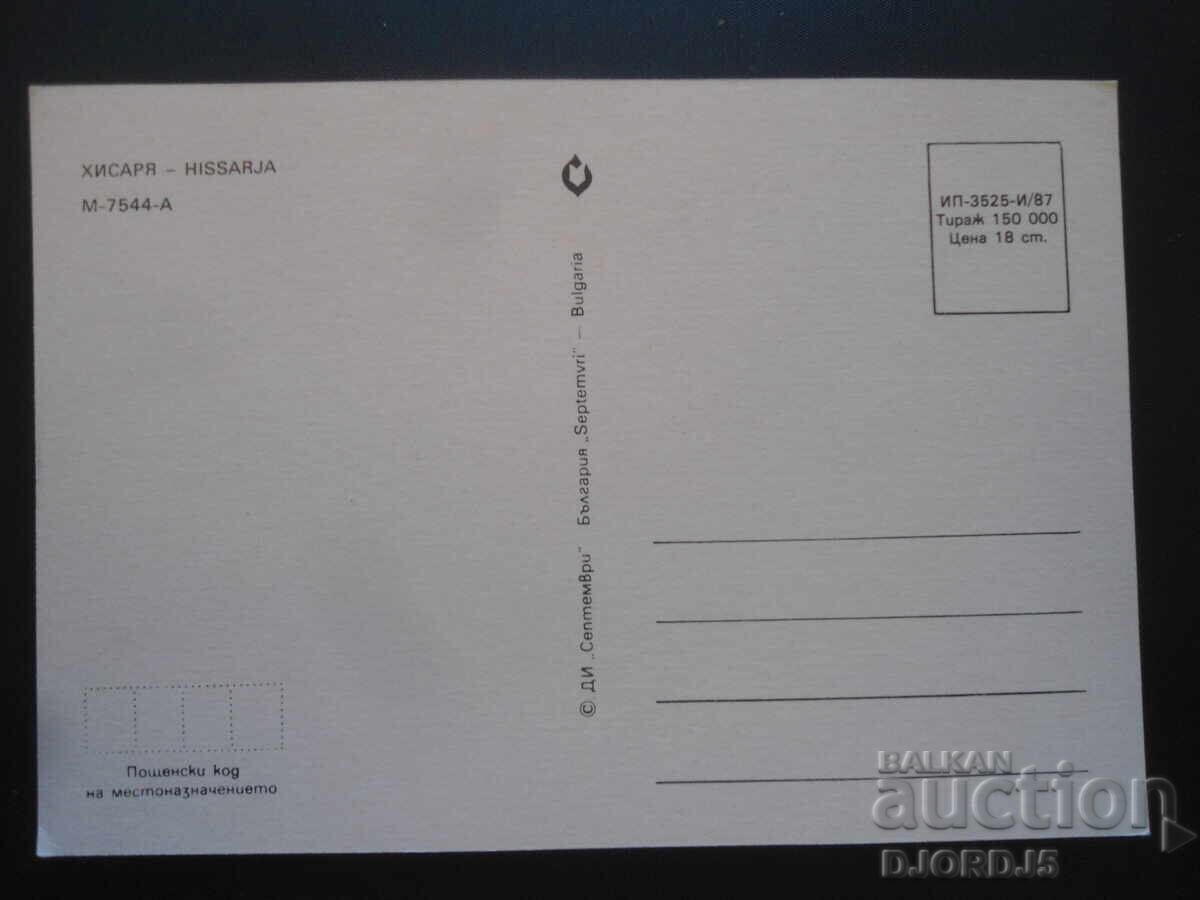 ХИСАРЯ – HISSARJA
М-7544-А
ИП-3525-И/87
Тираж 150 000
Цена 18 ст.
© ДИ „Септември" България „Septemvri" – Bulgaria
Пощенски код
на местоназначението
BALKAN
auction
DJORDJ5